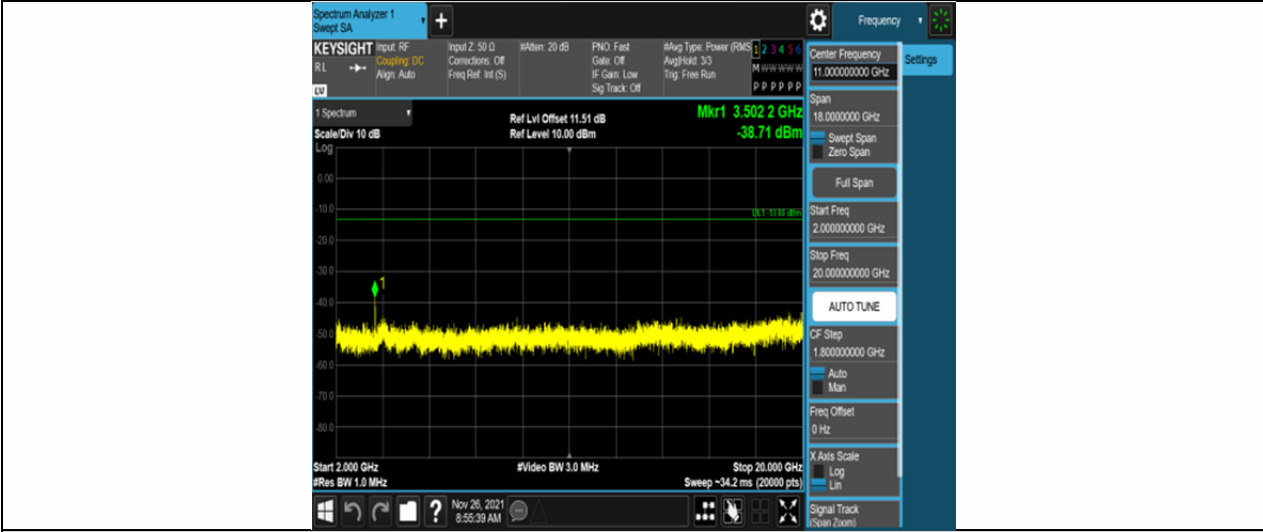 Spectrum Analyzer 1
Swept SA
+
Frequency
KEYSIGHT
RL
LV
Input: RF
Coupling: DC
Align: Auto
Input Z: 50 Ω
Corrections: Off
Freq Ref: Int (S)
#Atten: 20 dB
PNO: Fast
Gate: Off
IF Gain: Low
Sig Track: Off
#Avg Type: Power (RMS
Avg|Hold: 3/3
Trig: Free Run
1 2 3 4 5 6
M W W W W W
P P P P P P
1 Spectrum
Scale/Div 10 dB
Log
Ref Lvl Offset 11.51 dB
Ref Level 10.00 dBm
Mkr1 3.502 2 GHz
-38.71 dBm
0.00
-10.0
DL1 -13.00 dBm
-20.0
-30.0
1
-40.0
-50.0
-60.0
-70.0
-80.0
Start 2.000 GHz
#Res BW 1.0 MHz
#Video BW 3.0 MHz
Stop 20.000 GHz
Sweep ~34.2 ms (20000 pts)
Center Frequency
11.000000000 GHz
Settings
Span
18.0000000 GHz
Swept Span
Zero Span
Full Span
Start Freq
2.000000000 GHz
Stop Freq
20.000000000 GHz
AUTO TUNE
CF Step
1.800000000 GHz
Auto
Man
Freq Offset
0 Hz
X Axis Scale
Log
Lin
Signal Track
(Span Zoom)
?
Nov 26, 2021
8:55:39 AM